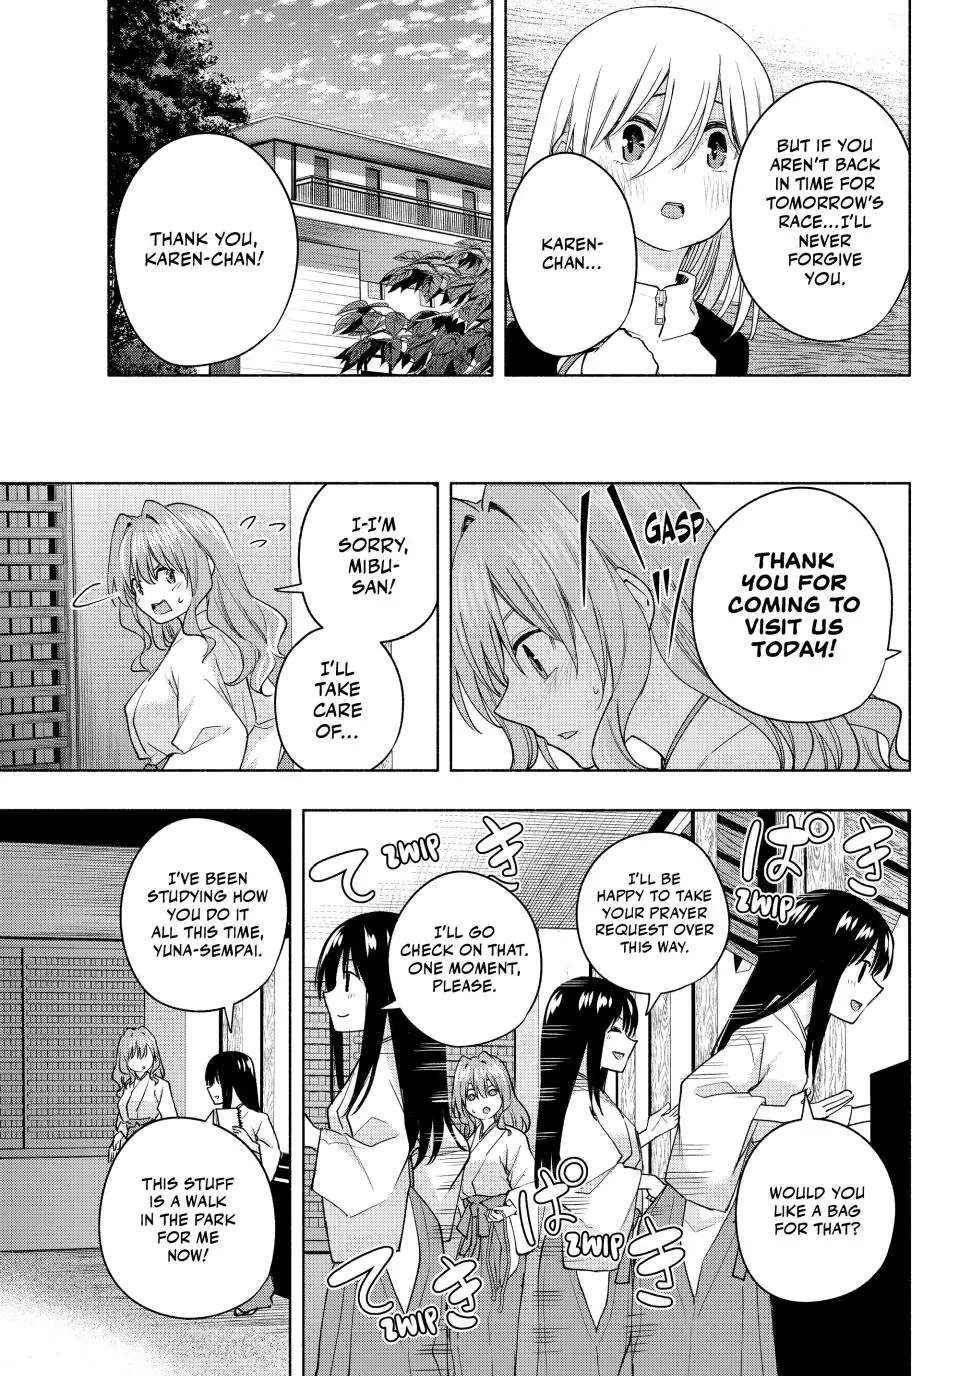 BUT IF YOU
AREN'T BACK
IN TIME FOR
TOMORROW'S
RACE...I'LL
NEVER
FORGIVE
YOU.
KAREN-
CHAN...
THANK YOU,
KAREN-CHAN!
THANK
YOU FOR
COMING TO
VISIT US
TODAY!
GASP
I-I'M
SORRY,
MIBU-
SAN!
I'LL
TAKE
CARE
OF...
ぱき
ZWIP
WOULD YOU
LIKE A BAG
FOR THAT?
I'LL BE
HAPPY TO TAKE
YOUR PRAYER
REQUEST OVER
THIS WAY.
ぱき
ZWIP
てき
ZWIP
I'LL GO
CHECK ON THAT.
ONE MOMENT,
PLEASE.
てき
ZWIP
I'VE BEEN
STUDYING HOW
YOU DO IT
ALL THIS TIME,
YUNA-SEMPAI.
THIS STUFF
IS A WALK
IN THE PARK
FOR ME
NOW!